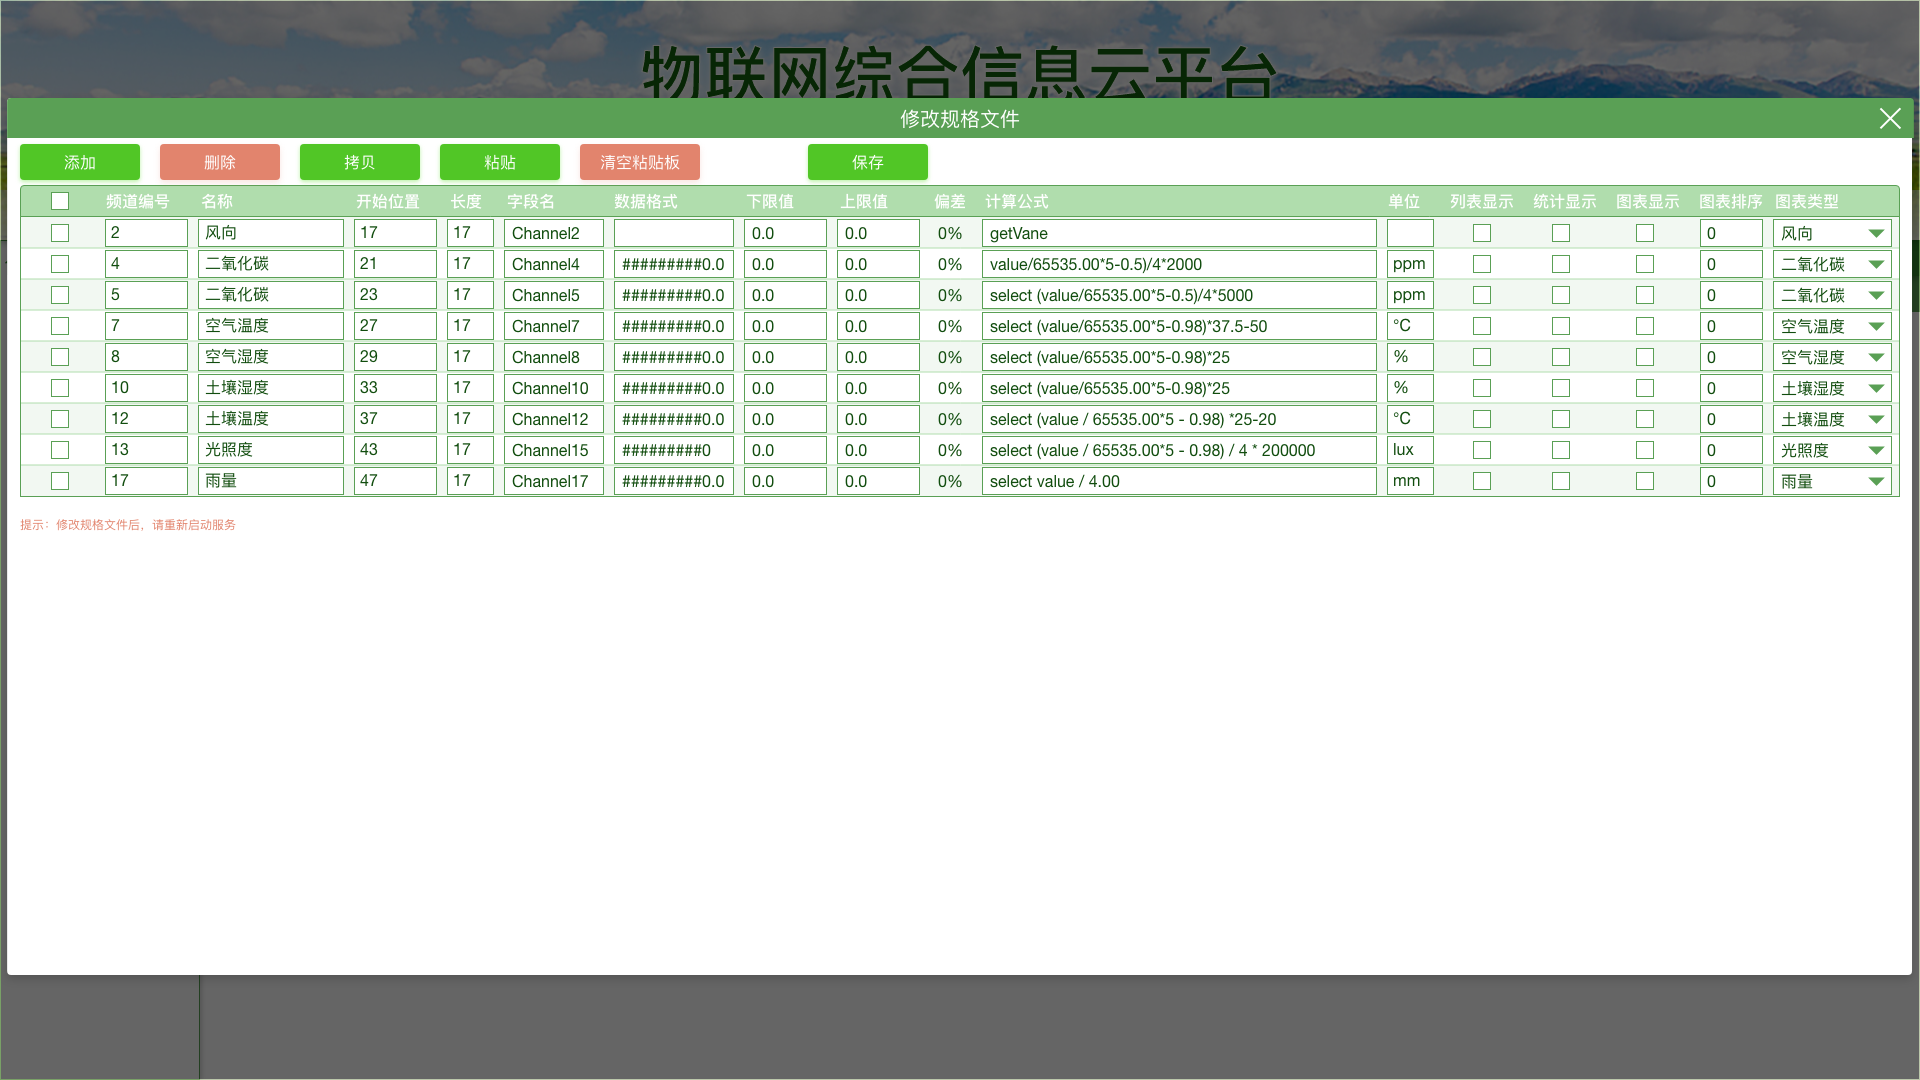 物联网综合信息云平台
修改规格文件
添加 删除 拷贝 粘贴 清空粘贴板 保存
频道编号 名称 开始位置 长度 字段名 数据格式 下限值 上限值 偏差 计算公式 单位 列表显示 统计显示 图表显示 图表排序 图表类型
2 风向 17 17 Channel2 0.0 0.0 0% getVane 0 风向
4 二氧化碳 21 17 Channel4 #########0.0 0.0 0.0 0% value/65535.00*5-0.5)/4*2000 ppm 0 二氧化碳
5 二氧化碳 23 17 Channel5 #########0.0 0.0 0.0 0% select (value/65535.00*5-0.5)/4*5000 ppm 0 二氧化碳
7 空气温度 27 17 Channel7 #########0.0 0.0 0.0 0% select (value/65535.00*5-0.98)*37.5-50 °C 0 空气温度
8 空气湿度 29 17 Channel8 #########0.0 0.0 0.0 0% select (value/65535.00*5-0.98)*25 % 0 空气湿度
10 土壤湿度 33 17 Channel10 #########0.0 0.0 0.0 0% select (value/65535.00*5-0.98)*25 % 0 土壤湿度
12 土壤温度 37 17 Channel12 #########0.0 0.0 0.0 0% select (value / 65535.00*5 - 0.98) *25-20 °C 0 土壤温度
13 光照度 43 17 Channel15 #########0 0.0 0.0 0% select (value / 65535.00*5 - 0.98) / 4 * 200000 lux 0 光照度
17 雨量 47 17 Channel17 #########0.0 0.0 0.0 0% select value / 4.00 mm 0 雨量
提示：修改规格文件后，请重新启动服务